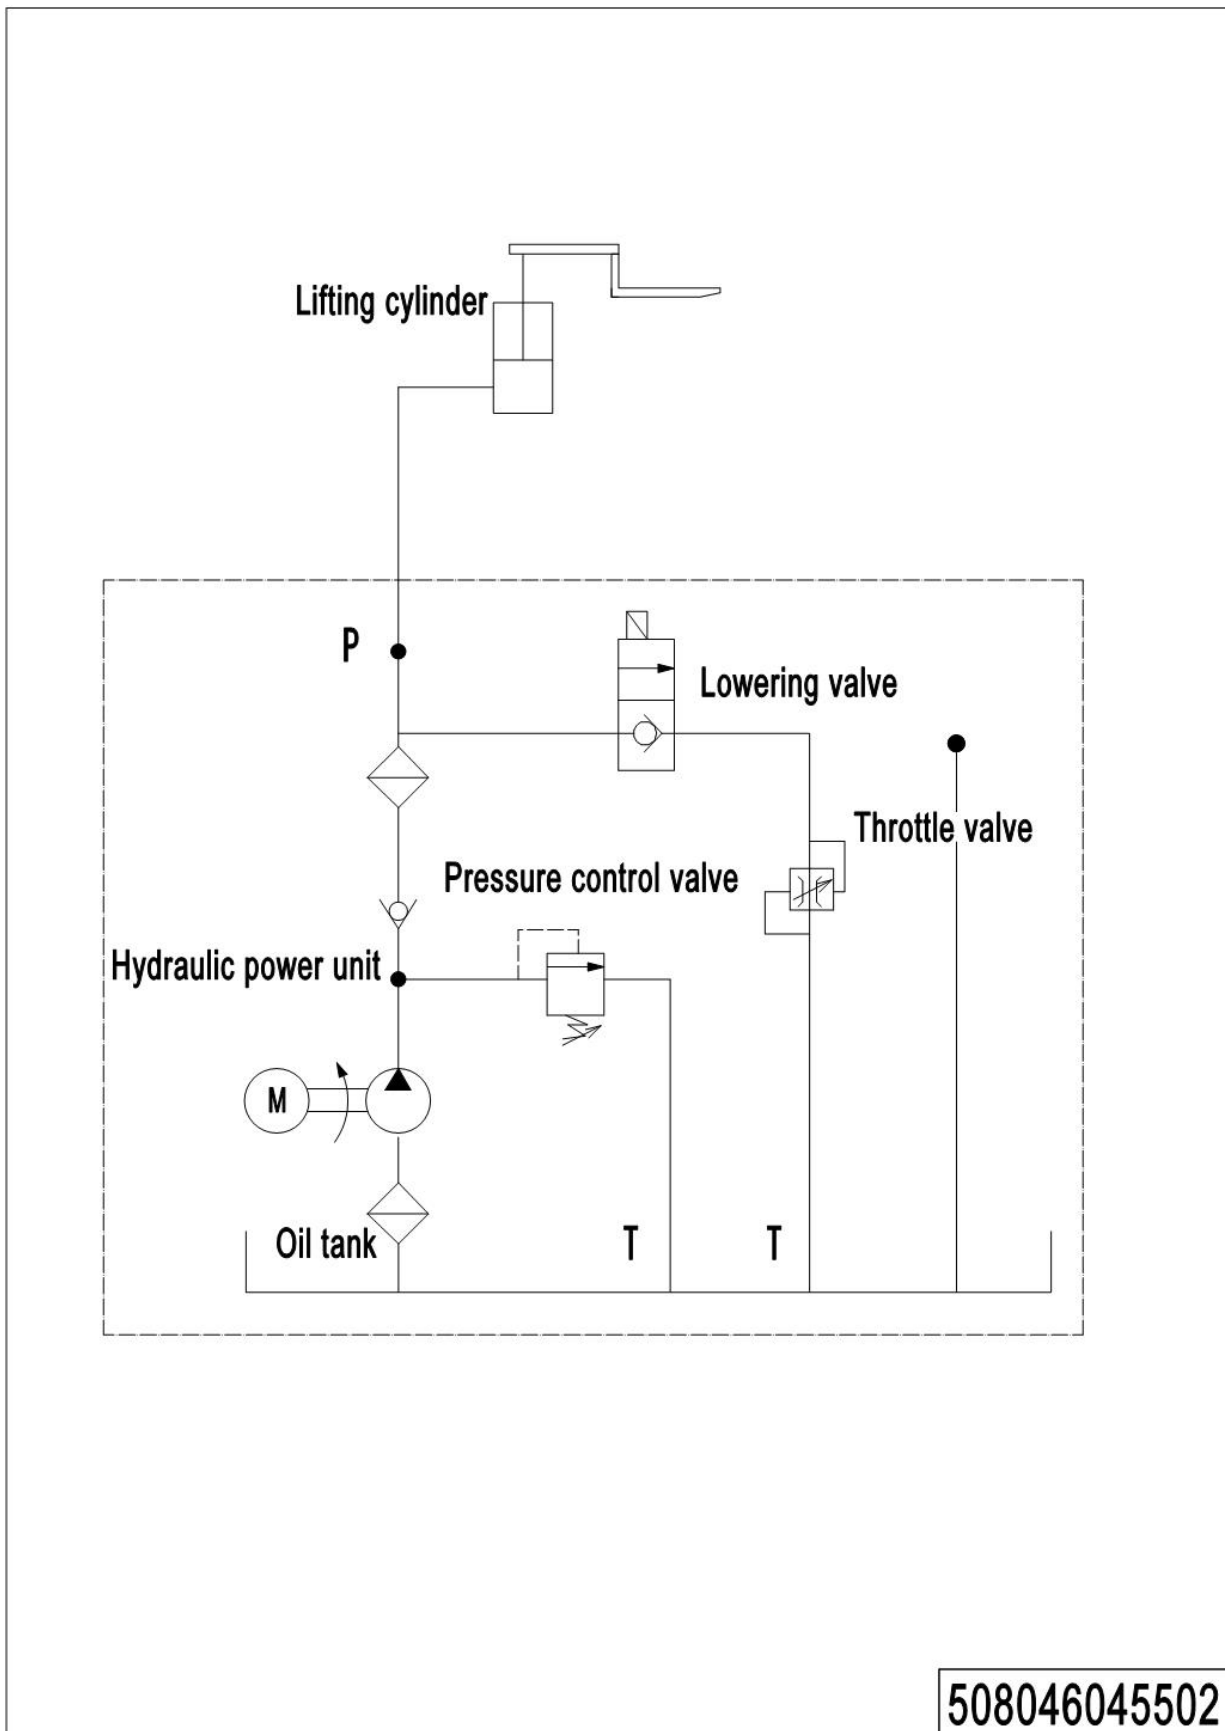 Lifting cylinder
P
Lowering valve
Throttle valve
Pressure control valve
Hydraulic power unit
M
Oil tank
T
T
508046045502